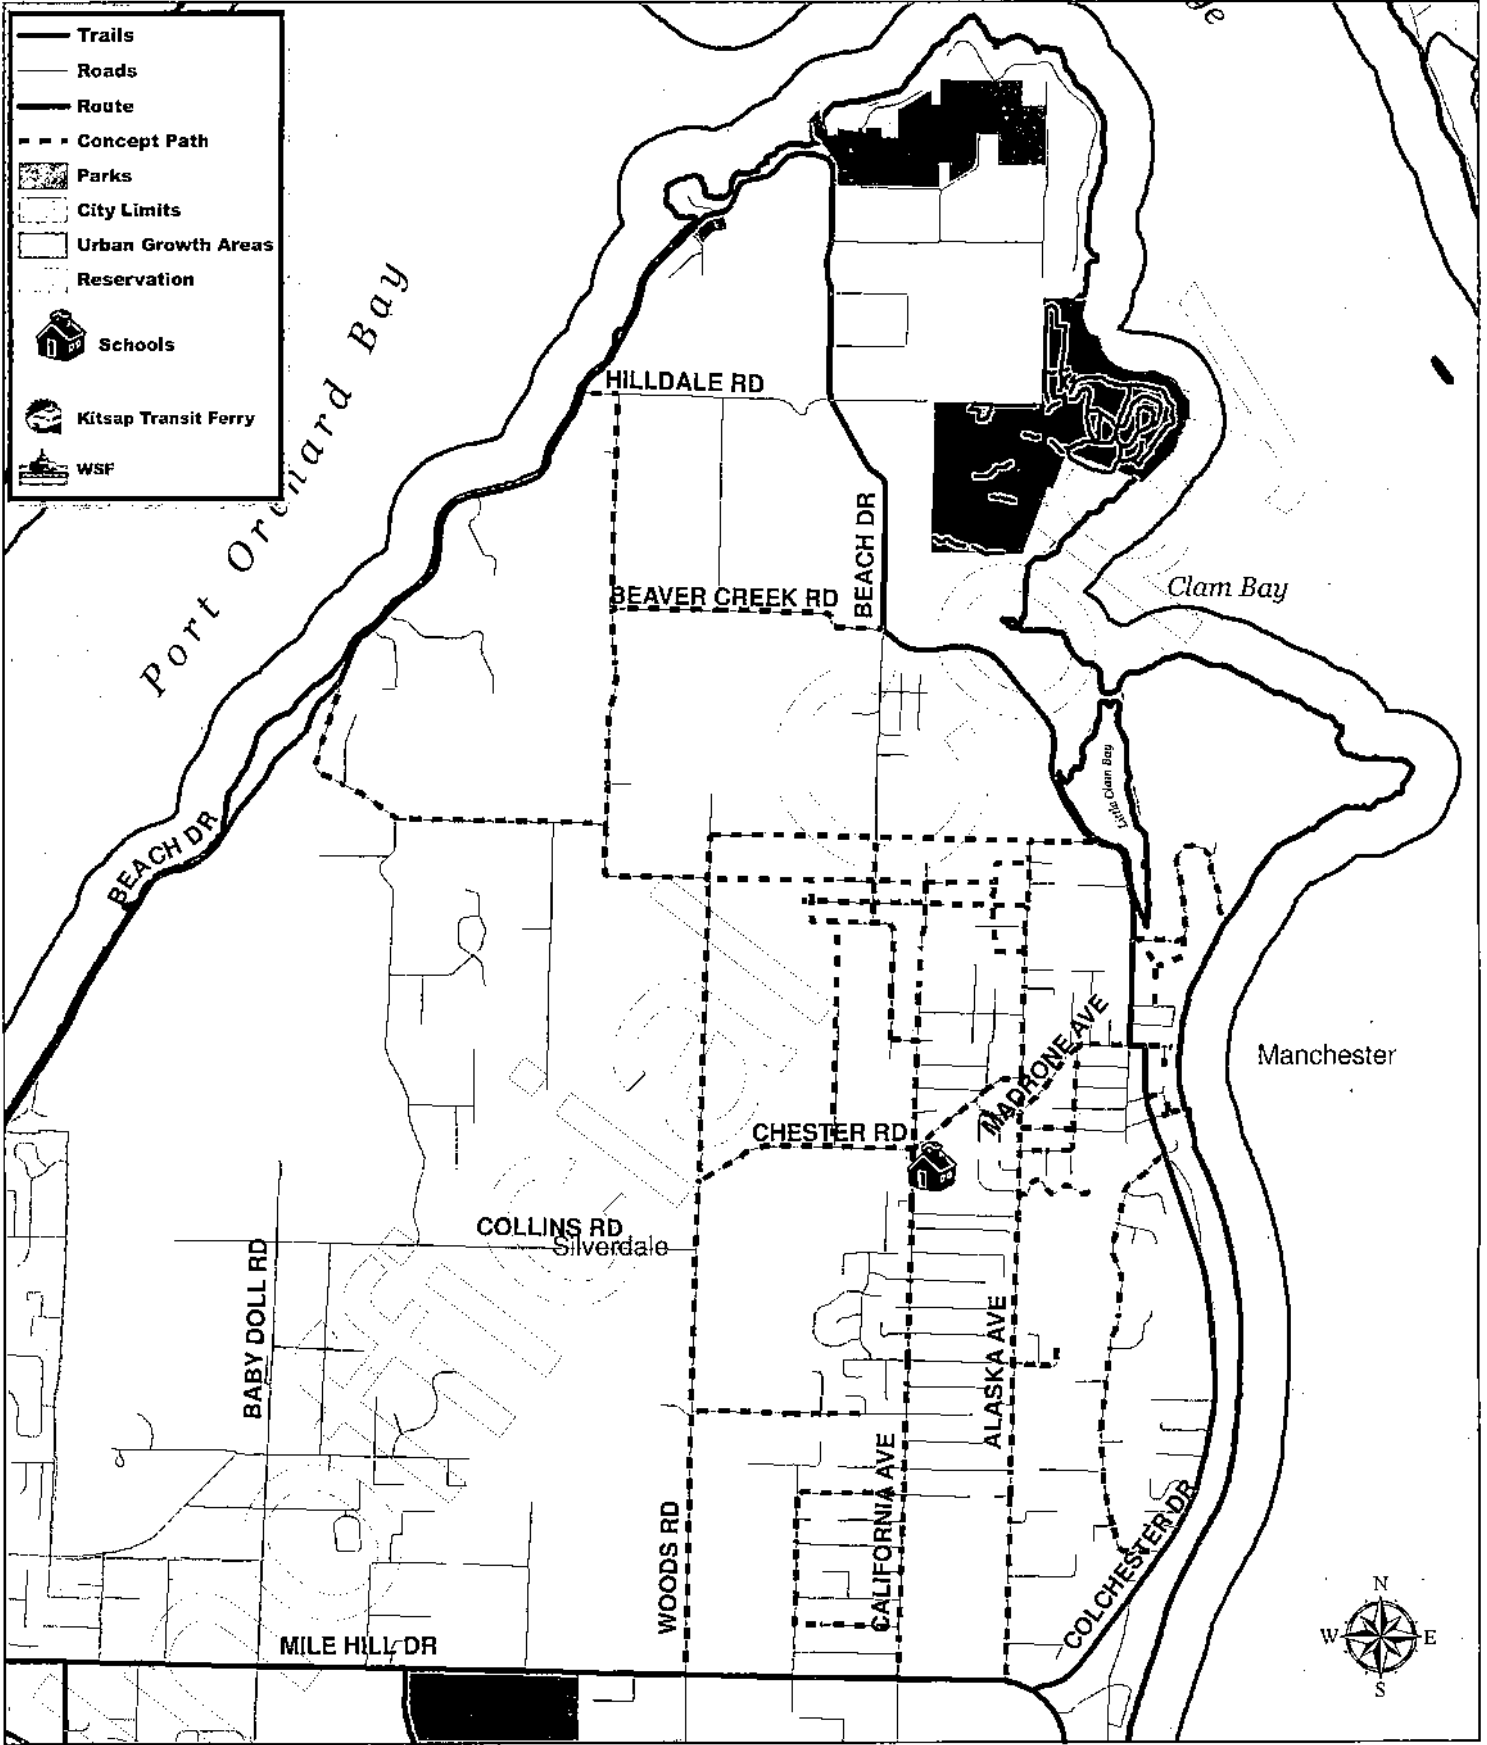 Trails
Roads
Route
Concept Path
Parks
City Limits
Urban Growth Areas
Reservation
Schools
Kitsap Transit Ferry
WSF
Port Orchard Bay
HILLDALE RD
BEACH DR
BEAVER CREEK RD
Clam Bay
Little Clam Bay
BEACH DR
MADRONE AVE
Manchester
CHESTER RD
COLLINS RD
Silverdale
BABY DOLL RD
ALASKA AVE
CALIFORNIA AVE
WOODS RD
COLCHESTER DR
MILE HILL DR
N
W E
S